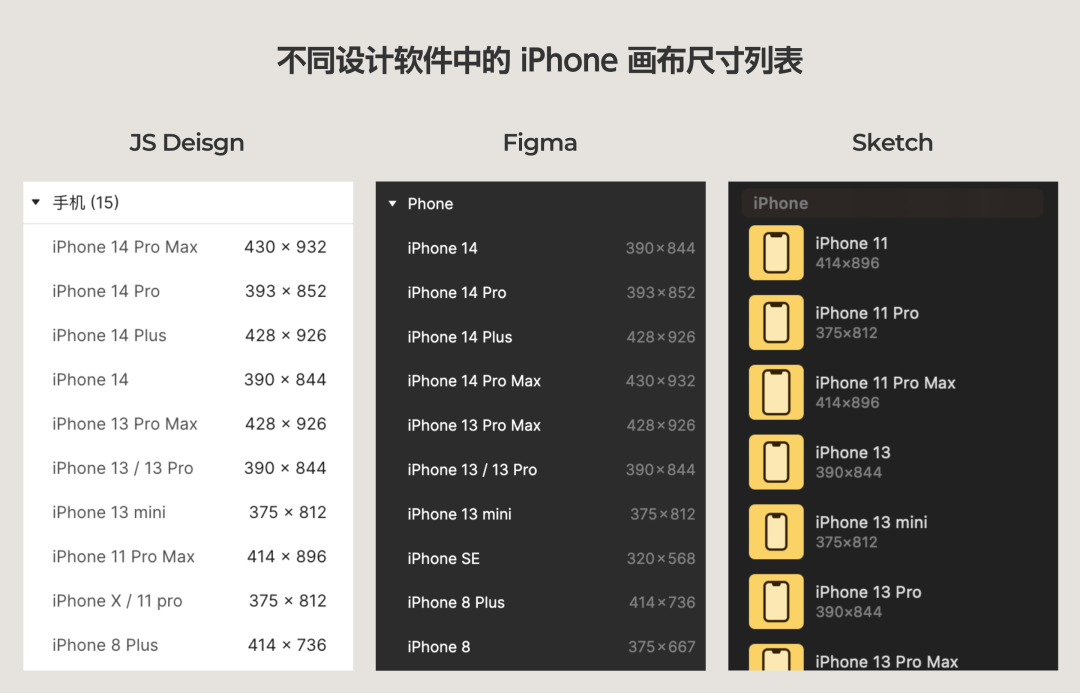 不同设计软件中的 iPhone 画布尺寸列表
JS Deisgn
手机 (15)
iPhone 14 Pro Max 430 × 932
iPhone 14 Pro 393 × 852
iPhone 14 Plus 428 × 926
iPhone 14 390 × 844
iPhone 13 Pro Max 428 × 926
iPhone 13 / 13 Pro 390 × 844
iPhone 13 mini 375 × 812
iPhone 11 Pro Max 414 × 896
iPhone X / 11 pro 375 × 812
iPhone 8 Plus 414 × 736
Figma
Phone
iPhone 14 390×844
iPhone 14 Pro 393×852
iPhone 14 Plus 428×926
iPhone 14 Pro Max 430×932
iPhone 13 Pro Max 428×926
iPhone 13 / 13 Pro 390×844
iPhone 13 mini 375×812
iPhone SE 320×568
iPhone 8 Plus 414×736
iPhone 8 375×667
Sketch
iPhone
iPhone 11
414×896
iPhone 11 Pro
375×812
iPhone 11 Pro Max
414×896
iPhone 13
390×844
iPhone 13 mini
375×812
iPhone 13 Pro
390×844
iPhone 13 Pro Max